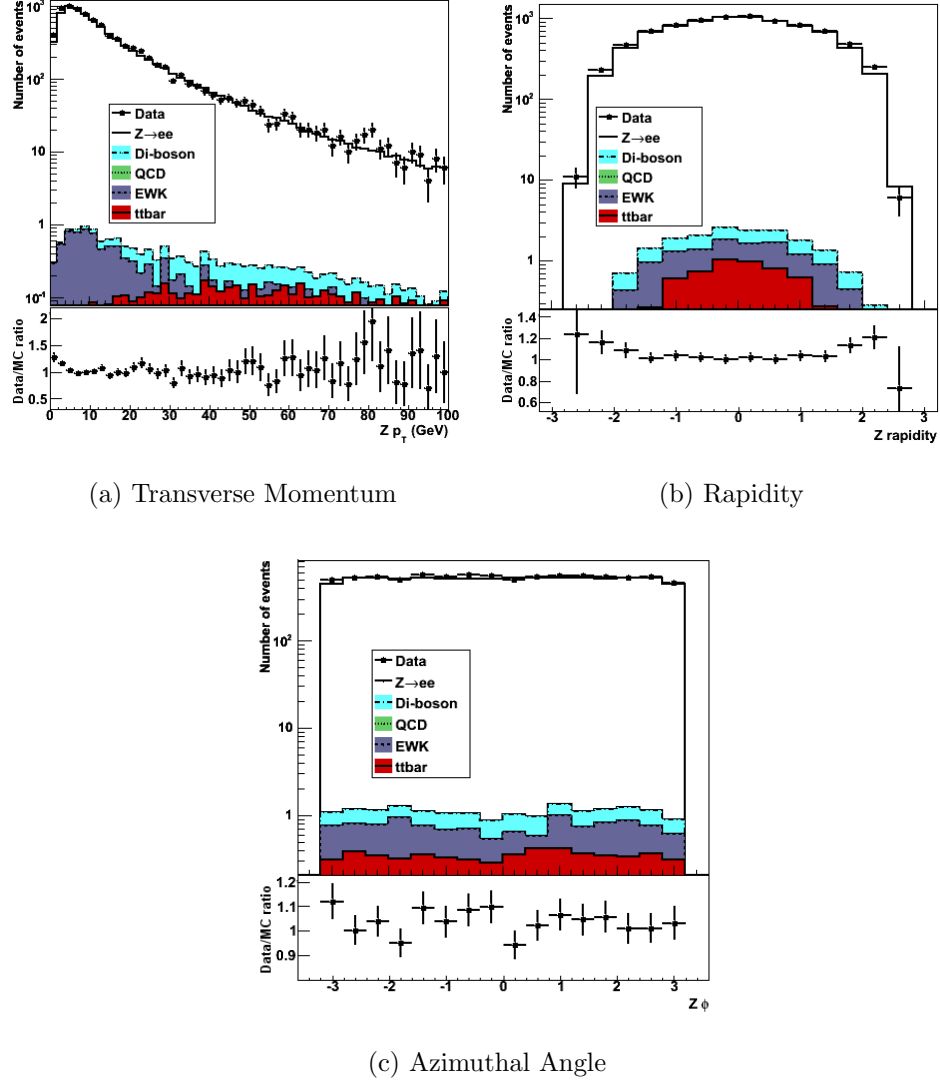 Number of events
10³
10²
10
1
10⁻¹
Data
Z→ee
Di-boson
QCD
EWK
ttbar
Data/MC ratio
2
1.5
1
0.5
0 10 20 30 40 50 60 70 80 90 100
Z p_T (GeV)
(a) Transverse Momentum
Number of events
10³
10²
10
1
Data
Z→ee
Di-boson
QCD
EWK
ttbar
Data/MC ratio
1.4
1.2
1.0
0.8
0.6
-3 -2 -1 0 1 2 3
Z rapidity
(b) Rapidity
Number of events
10²
10
1
Data
Z→ee
Di-boson
QCD
EWK
ttbar
Data/MC ratio
1.2
1.1
1.0
0.9
-3 -2 -1 0 1 2 3
Z ϕ
(c) Azimuthal Angle